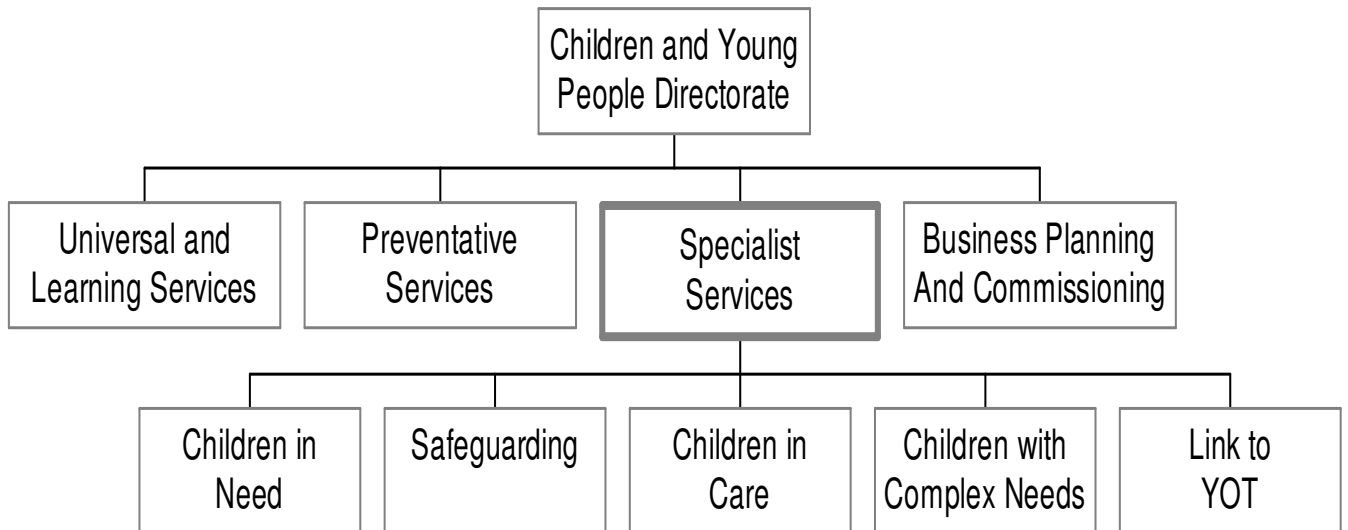 Children and Young
People Directorate
Universal and
Learning Services
Preventative
Services
Specialist
Services
Business Planning
And Commissioning
Children in
Need
Safeguarding
Children in
Care
Children with
Complex Needs
Link to
YOT